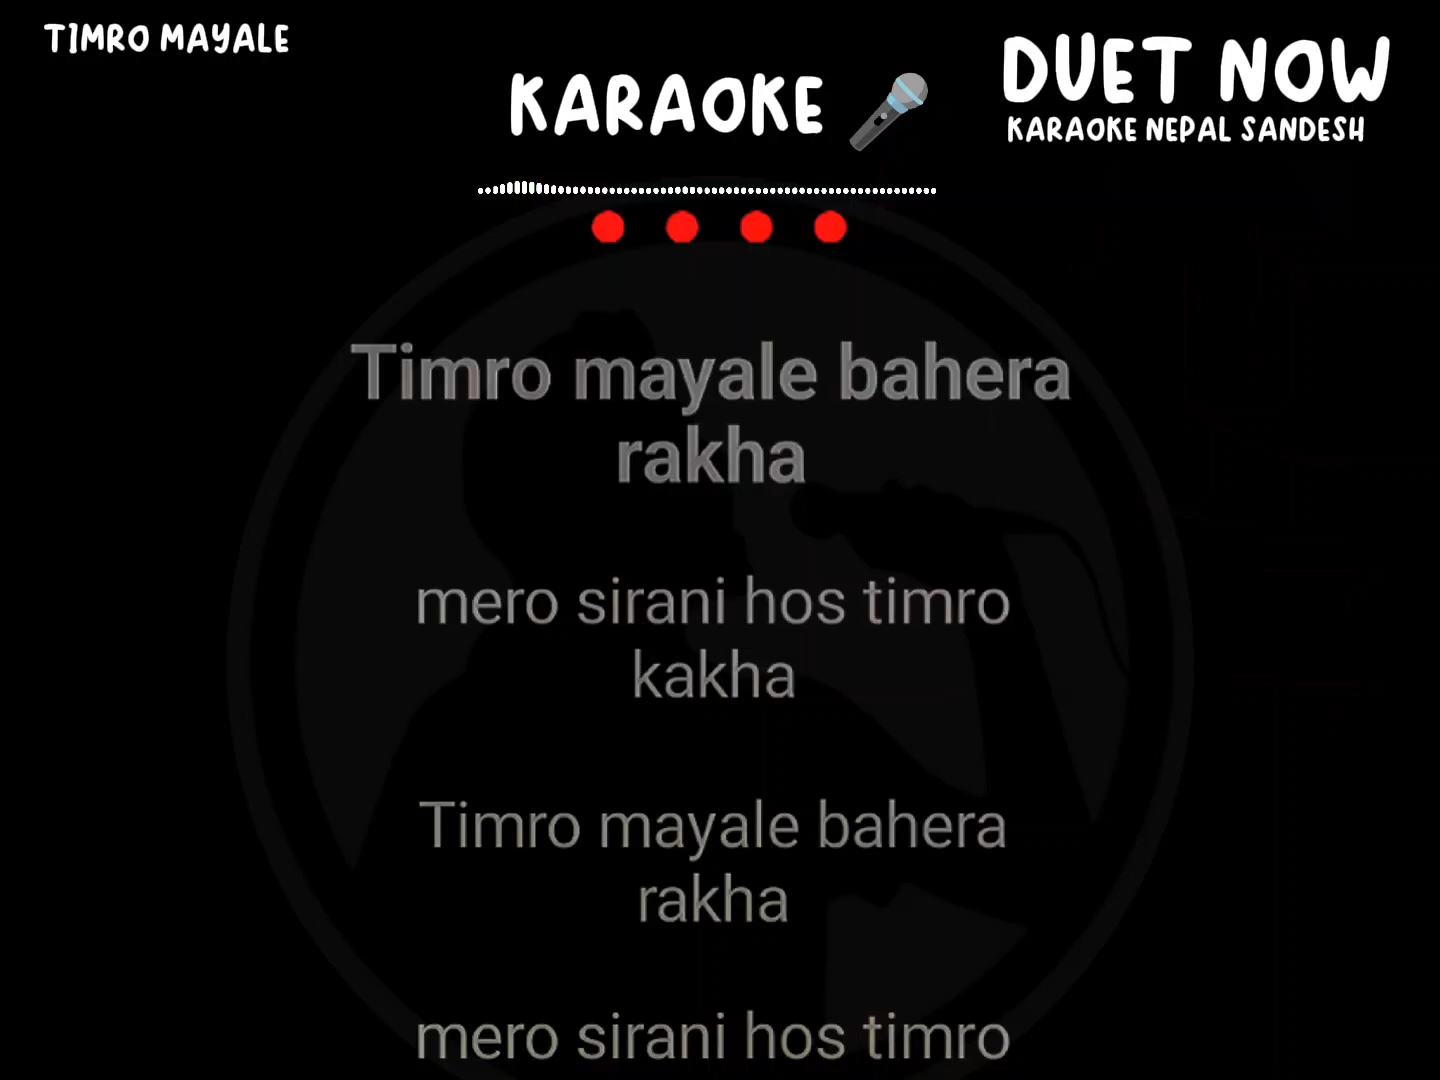 TIMRO MAYALE
KARAOKE
DUET NOW
KARAOKE NEPAL SANDESH
Timro mayale bahera
rakha
mero sirani hos timro
kakha
Timro mayale bahera
rakha
mero sirani hos timro